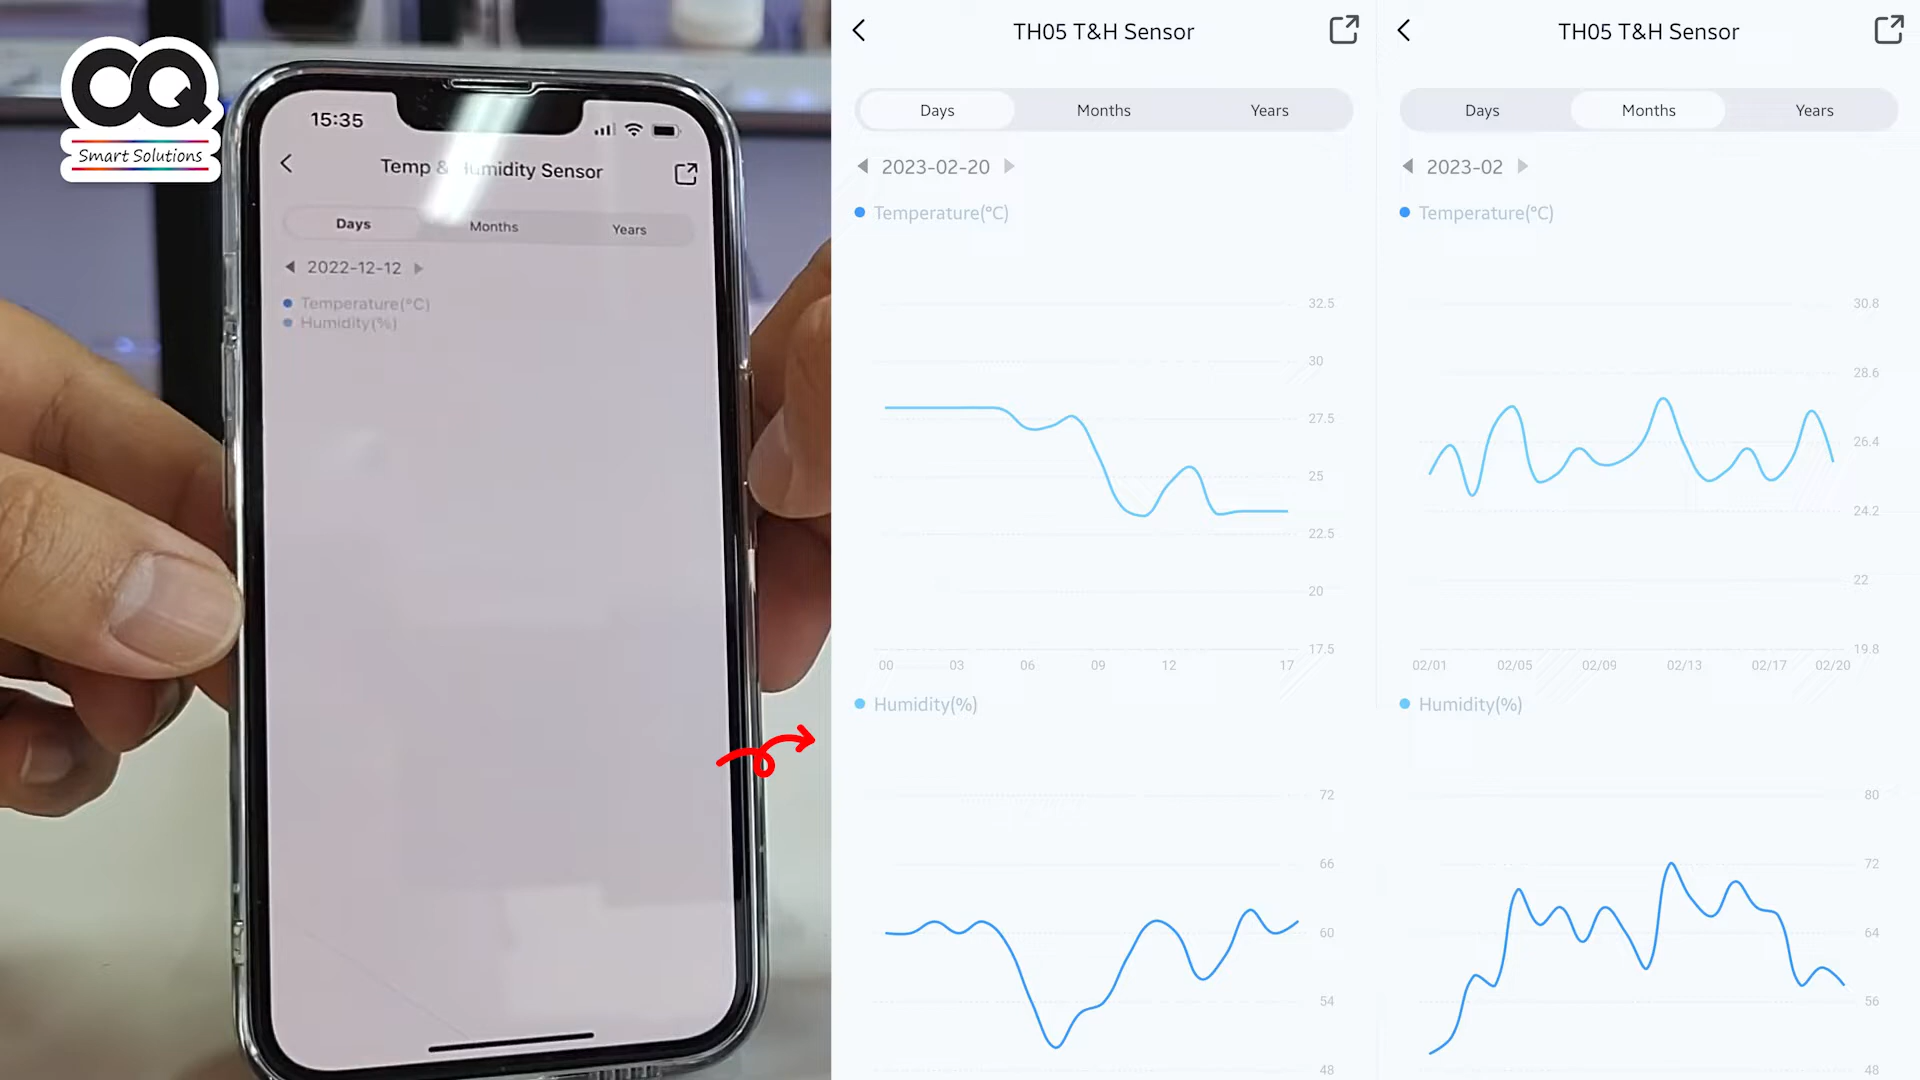 OQ
Smart Solutions
15:35
Temp & Humidity Sensor
Days Months Years
2022-12-12
Temperature(°C)
Humidity(%)
TH05 T&H Sensor
Days Months Years
2023-02-20
Temperature(°C)
32.5
30
27.5
25
22.5
20
17.5
00 03 06 09 12 17
Humidity(%)
72
66
60
54
48
TH05 T&H Sensor
Days Months Years
2023-02
Temperature(°C)
30.8
28.6
26.4
24.2
22
19.8
02/01 02/05 02/09 02/13 02/17 02/20
Humidity(%)
80
72
64
56
48